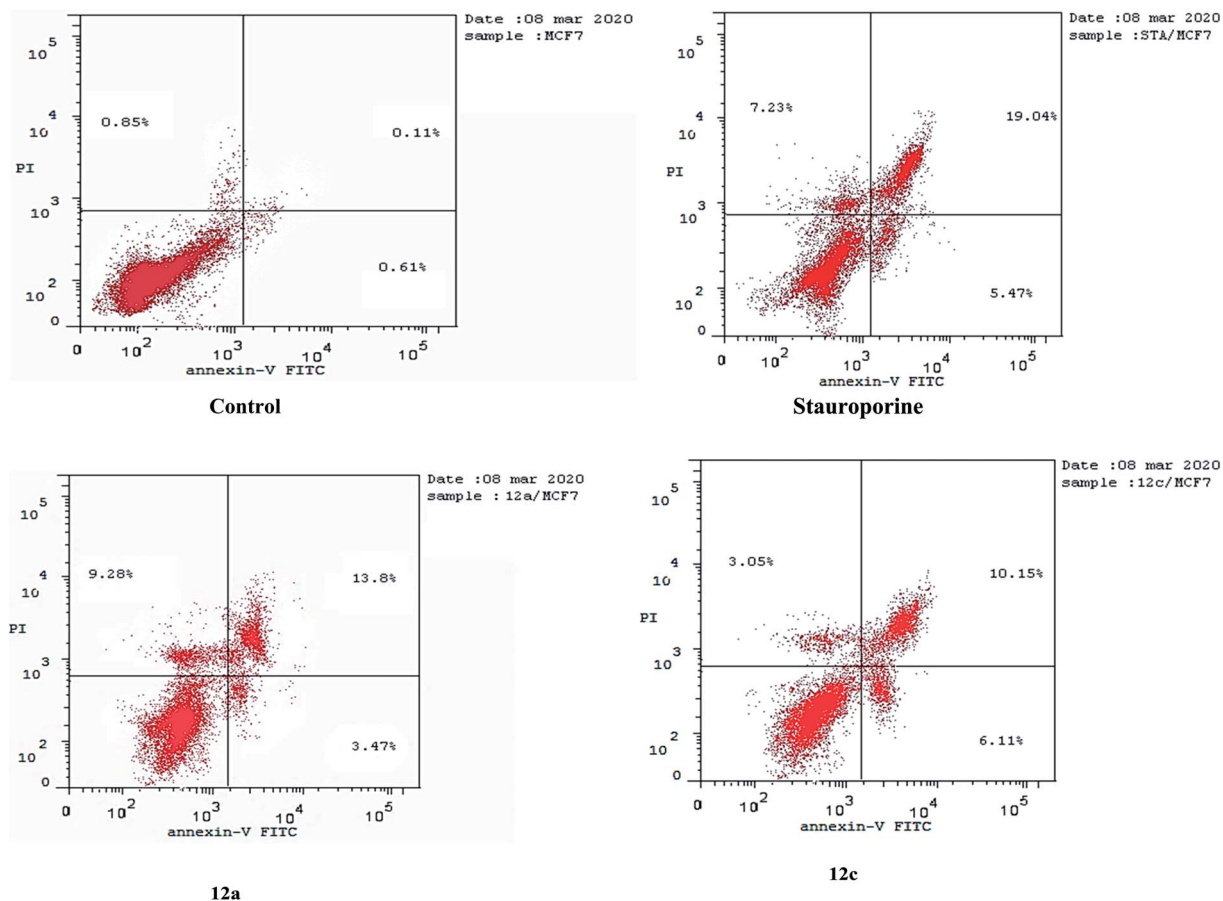 Date :08 mar 2020
sample :MCF7
10^5
10^4
10^3
10^2
0
PI
0.85%
0.11%
0.61%
0 10^2 10^3 10^4 10^5
annexin-V FITC
Control
Date :08 mar 2020
sample :STA/MCF7
10^5
10^4
10^3
10^2
0
PI
7.23%
19.04%
5.47%
0 10^2 10^3 10^4 10^5
annexin-V FITC
Stauroporine
Date :08 mar 2020
sample : 12a/MCF7
10^5
10^4
10^3
10^2
0
PI
9.28%
13.8%
3.47%
0 10^2 10^3 10^4 10^5
annexin-V FITC
12a
Date :08 mar 2020
sample :12c/MCF7
10^5
10^4
10^3
10^2
0
PI
3.05%
10.15%
6.11%
0 10^2 10^3 10^4 10^5
annexin-V FITC
12c